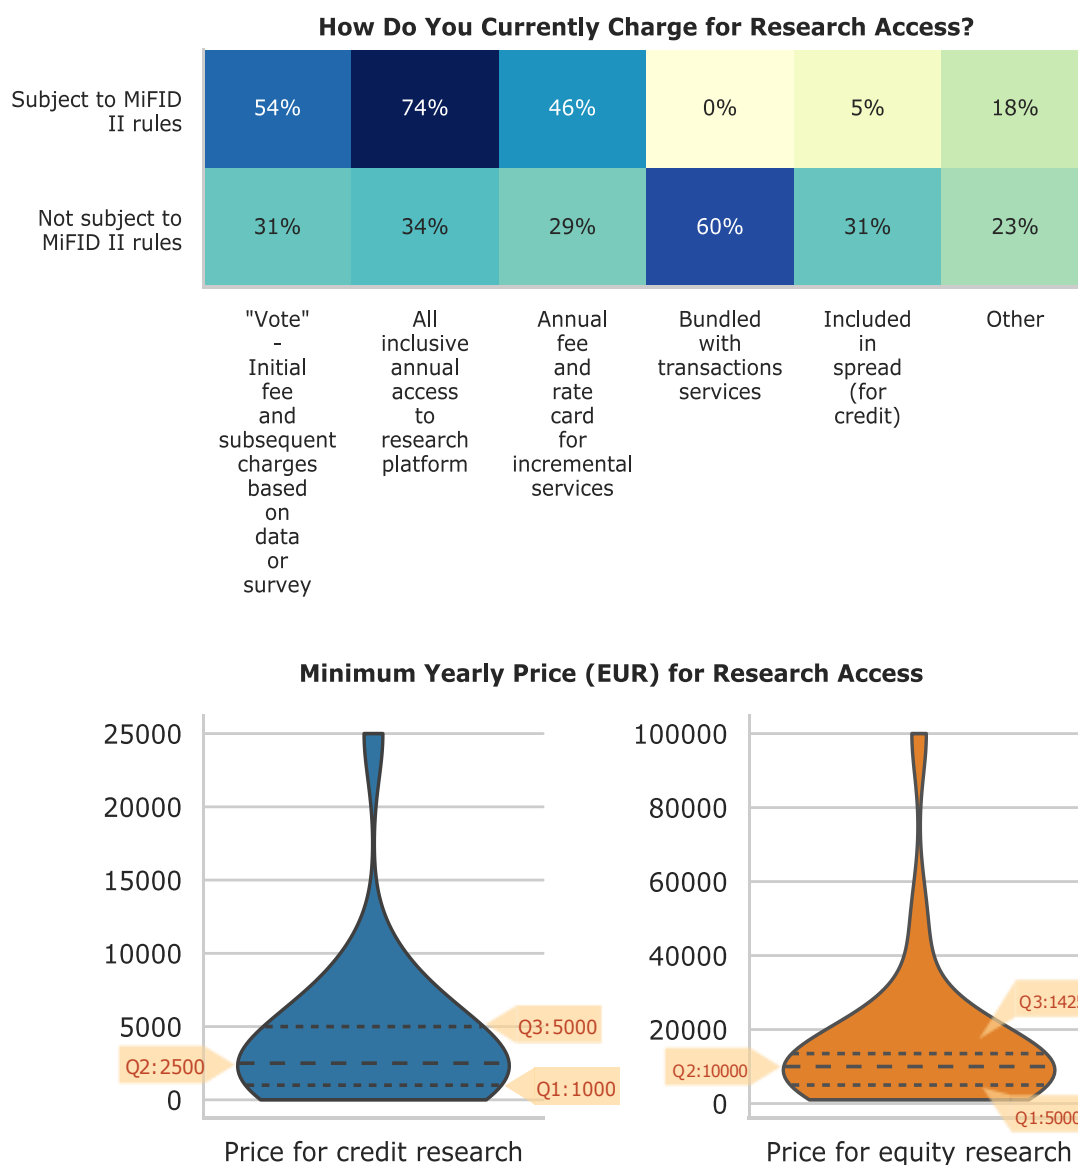 How Do You Currently Charge for Research Access?
Subject to MiFID
II rules
54% 74% 46% 0% 5% 18%
Not subject to
MiFID II rules
31% 34% 29% 60% 31% 23%
"Vote"
-
Initial
fee
and
subsequent
charges
based
on
data
or
survey
All
inclusive
annual
access
to
research
platform
Annual
fee
and
rate
card
for
incremental
services
Bundled
with
transactions
services
Included
in
spread
(for
credit)
Other
Minimum Yearly Price (EUR) for Research Access
25000
20000
15000
10000
5000
0
Q3:5000
Q2:2500
Q1:1000
Price for credit research
100000
80000
60000
40000
20000
0
Q3:1425
Q2:10000
Q1:5000
Price for equity research